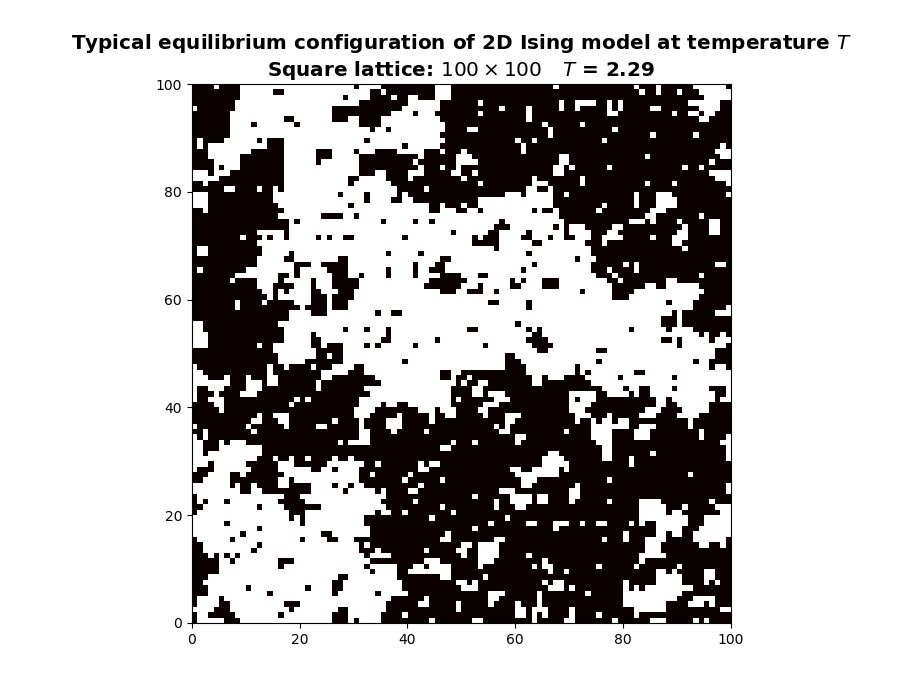 Typical equilibrium configuration of 2D Ising model at temperature T
Square lattice: 100 × 100 T = 2.29
100
80
60
40
20
0
0 20 40 60 80 100